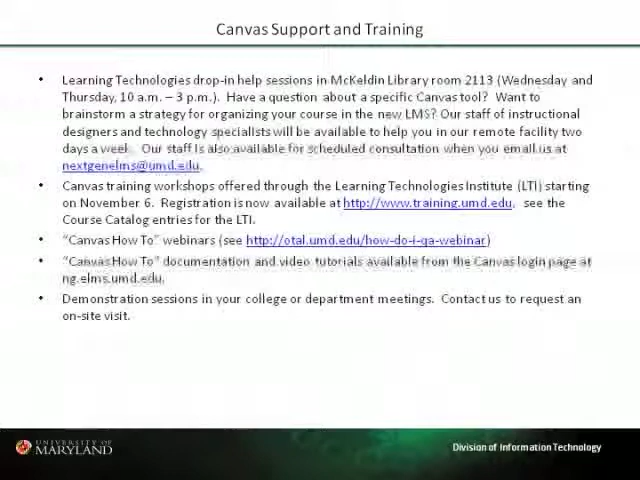 Canvas Support and Training
• Learning Technologies drop-in help sessions in McKeldin Library room 2113 (Wednesday and
Thursday, 10 a.m. – 3 p.m.). Have a question about a specific Canvas tool? Want to
brainstorm a strategy for organizing your course in the new LMS? Our staff of instructional
designers and technology specialists will be available to help you in our remote facility two
days a week. Our staff is also available for scheduled consultation when you email us at
nextgenelms@umd.edu.
• Canvas training workshops offered through the Learning Technologies Institute (LTI) starting
on November 6. Registration is now available at http://www.training.umd.edu, see the
Course Catalog entries for the LTI.
• “Canvas How To” webinars (see http://otal.umd.edu/how-do-i-qa-webinar)
• “Canvas How To” documentation and video tutorials available from the Canvas login page at
ng.elms.umd.edu.
• Demonstration sessions in your college or department meetings. Contact us to request an
on-site visit.
UNIVERSITY OF
MARYLAND
Division of Information Technology